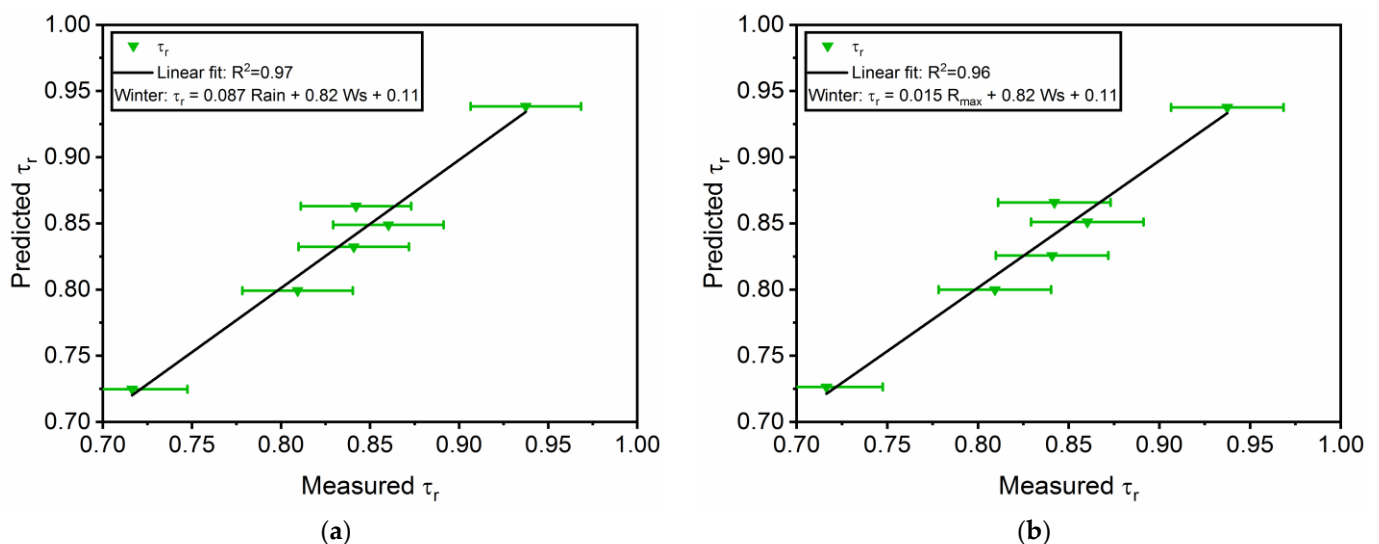 1.00
0.95
0.90
0.85
0.80
0.75
0.70
Predicted τr
τr
Linear fit: R²=0.97
Winter: τr = 0.087 Rain + 0.82 Ws + 0.11
0.70 0.75 0.80 0.85 0.90 0.95 1.00
Measured τr
(a)
1.00
0.95
0.90
0.85
0.80
0.75
0.70
Predicted τr
τr
Linear fit: R²=0.96
Winter: τr = 0.015 Rmax + 0.82 Ws + 0.11
0.70 0.75 0.80 0.85 0.90 0.95 1.00
Measured τr
(b)